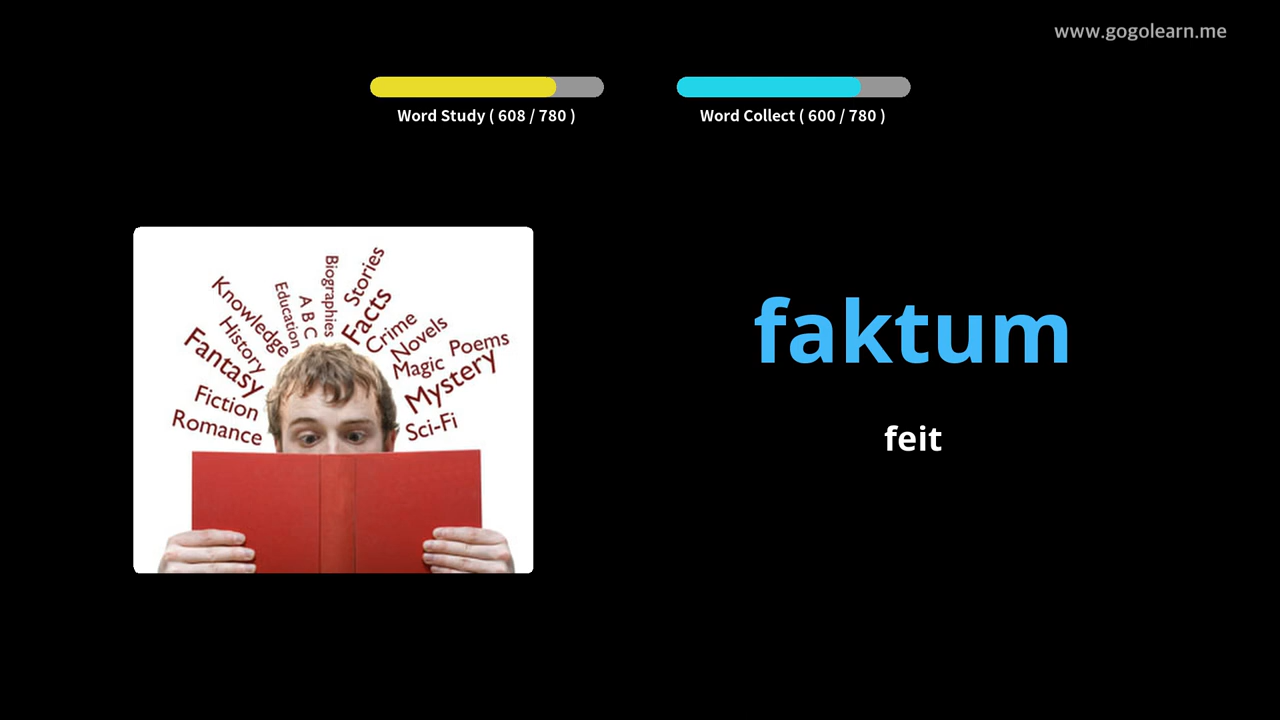 www.gogolearn.me
Word Study ( 608 / 780 )
Word Collect ( 600 / 780 )
Romance
Fiction
Fantasy
History
Knowledge
Education
A B C
Biographies
Stories
Facts
Crime
Novels
Magic
Poems
Mystery
Sci-Fi
faktum
feit